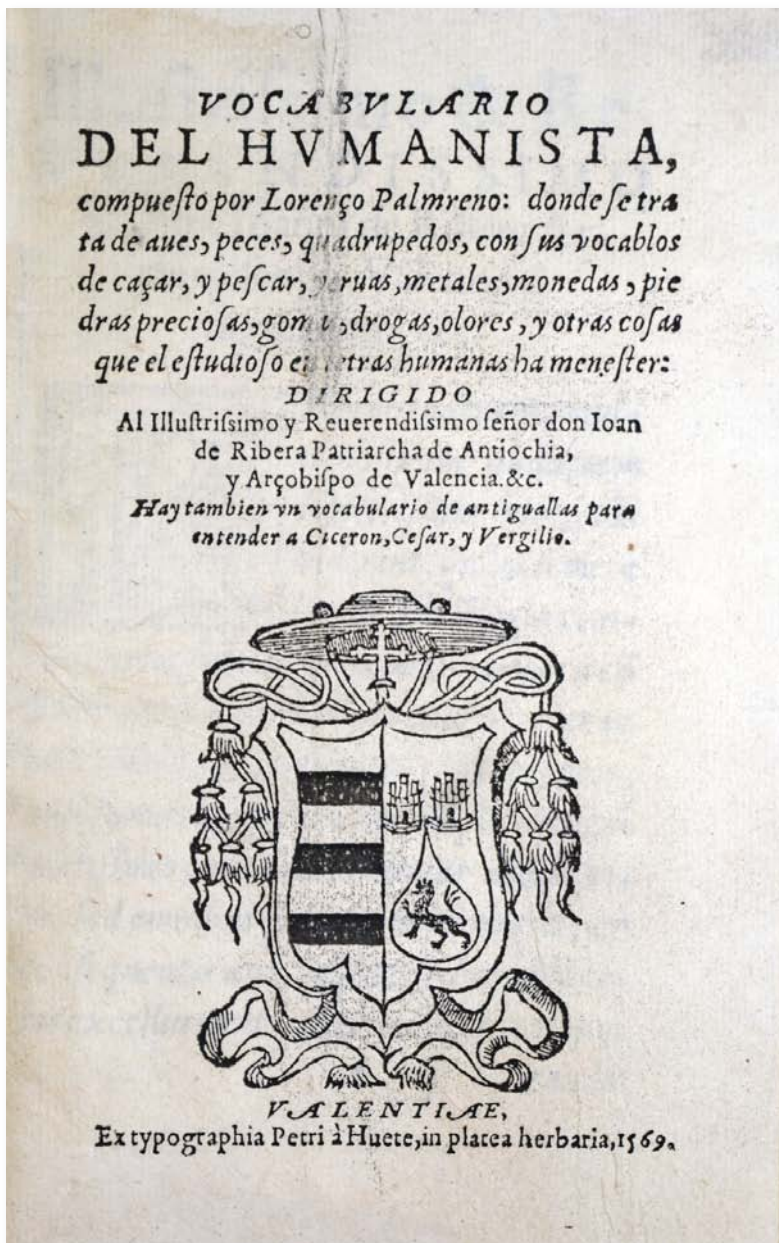 VOCABVLARIO
DEL HVMANISTA,
compueſto por Lorenço Palmreno: donde ſe tra
ta de aues, peces, quadrupedos, con ſus vocablos
de caçar, y peſcar, yeruas, metales, monedas, pie
dras precioſas, drogas, olores, y otras coſas
que el eſtudioſo en letras humanas ha meneſter:
DIRIGIDO
Al Illuſtriſsimo y Reuerendiſsimo ſeñor don Ioan
de Ribera Patriarcha de Antiochia,
y Arçobiſpo de Valencia.&c.
Hay tambien vn vocabulario de antiguallas para
entender a Ciceron, Ceſar, y Vergilio.
VALENTIAE,
Ex typographia Petri à Huete, in platea herbaria, 1569.